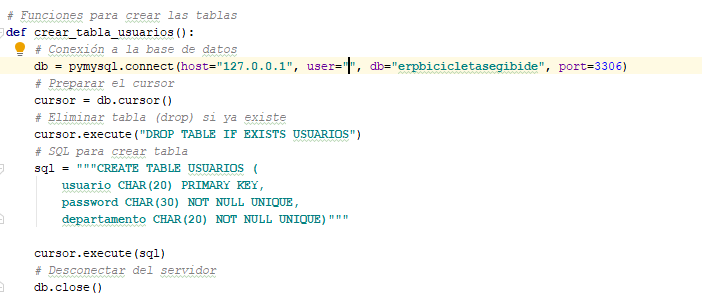 # Funciones para crear las tablas
def crear_tabla_usuarios():
# Conexión a la base de datos
db = pymysql.connect(host="127.0.0.1", user="", db="erpbicicletasegibide", port=3306)
# Preparar el cursor
cursor = db.cursor()
# Eliminar tabla (drop) si ya existe
cursor.execute("DROP TABLE IF EXISTS USUARIOS")
# SQL para crear tabla
sql = """CREATE TABLE USUARIOS (
usuario CHAR(20) PRIMARY KEY,
password CHAR(30) NOT NULL UNIQUE,
departamento CHAR(20) NOT NULL UNIQUE)"""
cursor.execute(sql)
# Desconectar del servidor
db.close()